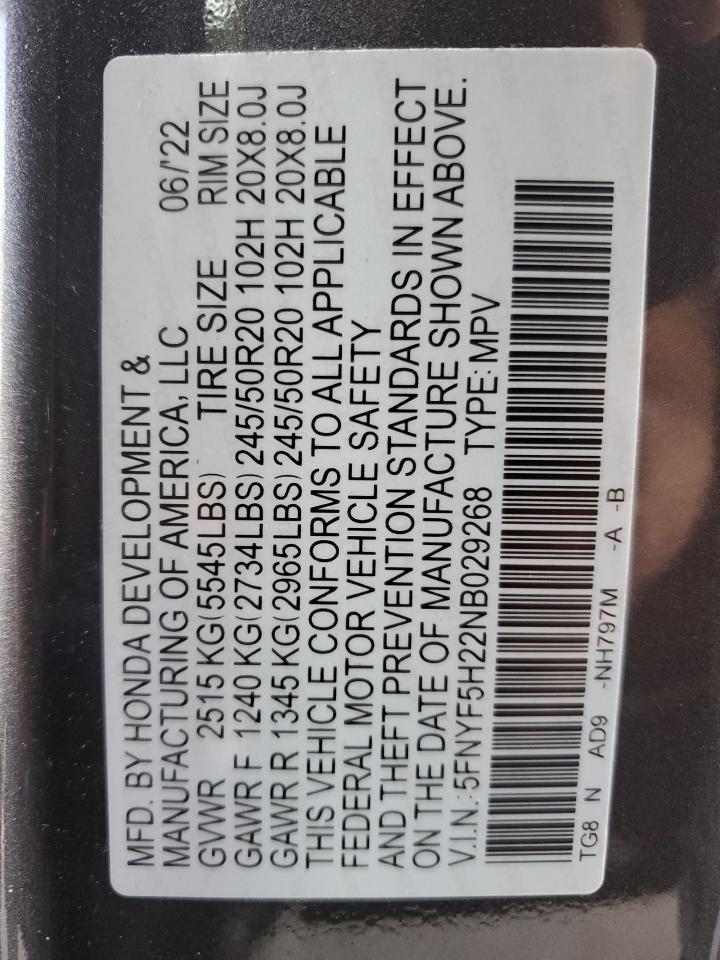 MFD. BY HONDA DEVELOPMENT &
MANUFACTURING OF AMERICA, LLC 06/'22
GVWR 2515 KG(5545LBS) TIRE SIZE RIM SIZE
GAWR F 1240 KG(2734LBS) 245/50R20 102H 20X8.0J
GAWR R 1345 KG(2965LBS) 245/50R20 102H 20X8.0J
THIS VEHICLE CONFORMS TO ALL APPLICABLE
FEDERAL MOTOR VEHICLE SAFETY
AND THEFT PREVENTION STANDARDS IN EFFECT
ON THE DATE OF MANUFACTURE SHOWN ABOVE.
V.I.N.:5FNYF5H22NB029268 TYPE:MPV
TG8 N AD9 -NH797M -A -B